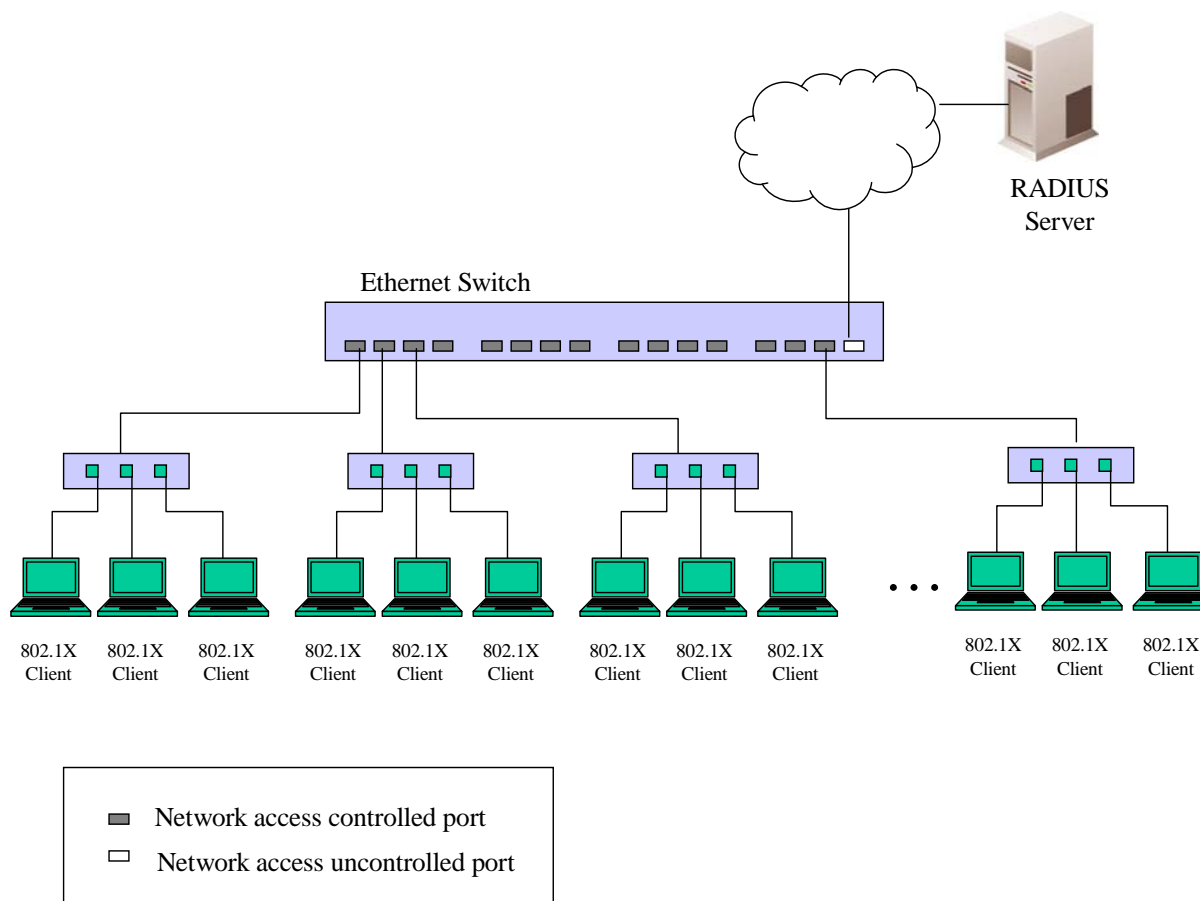 RADIUS
Server
Ethernet Switch
802.1X
Client
802.1X
Client
802.1X
Client
802.1X
Client
802.1X
Client
802.1X
Client
802.1X
Client
802.1X
Client
802.1X
Client
...
802.1X
Client
802.1X
Client
802.1X
Client
Network access controlled port
Network access uncontrolled port